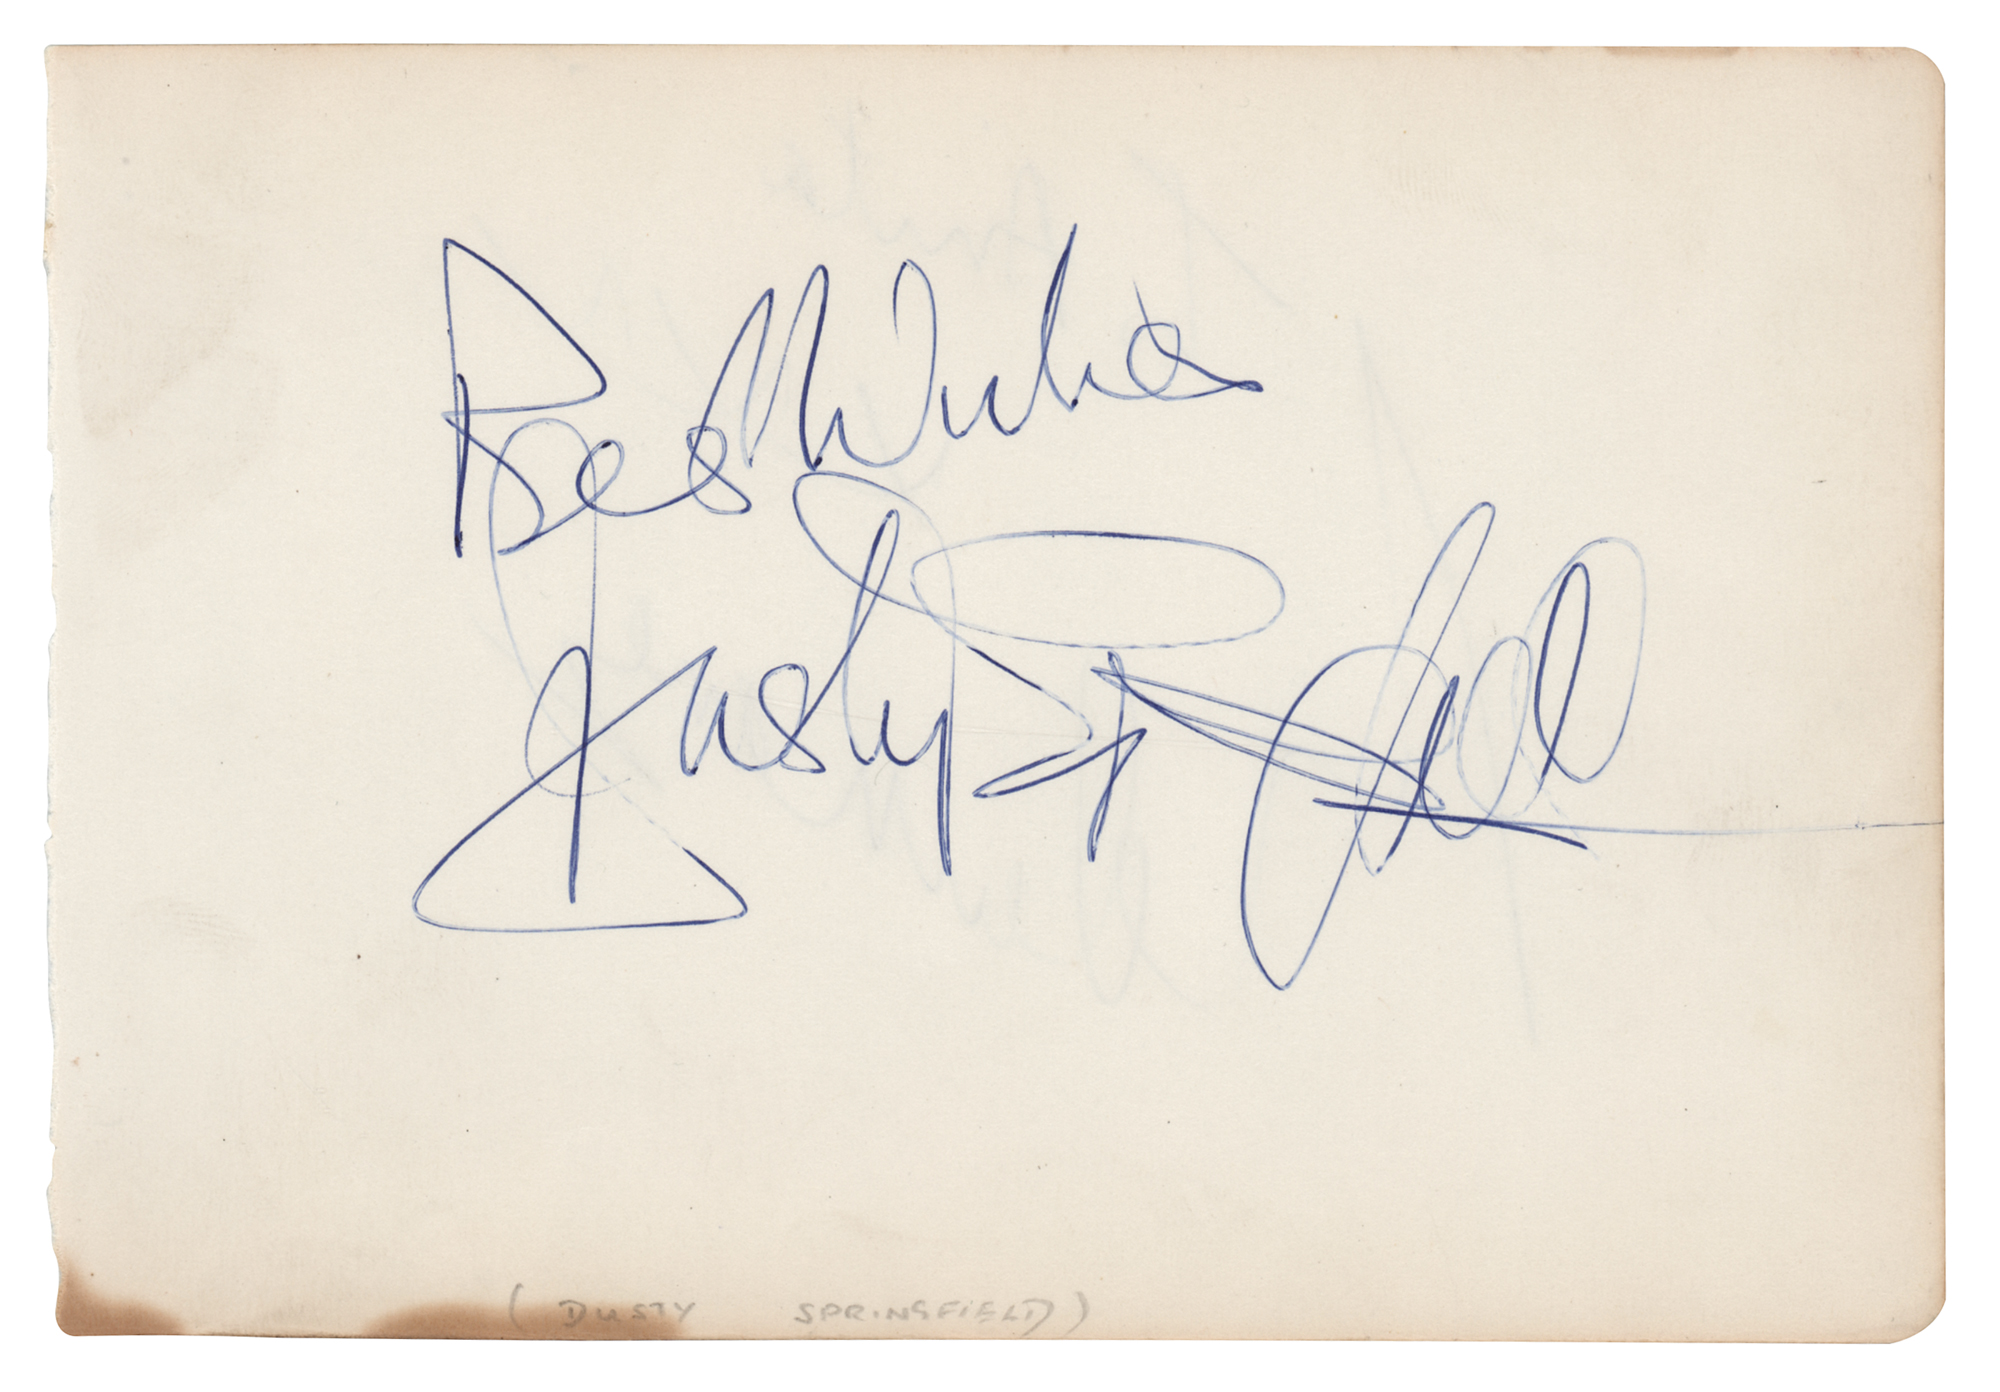 Best Wishes
Dusty Springfield
( DUSTY SPRINGFIELD )